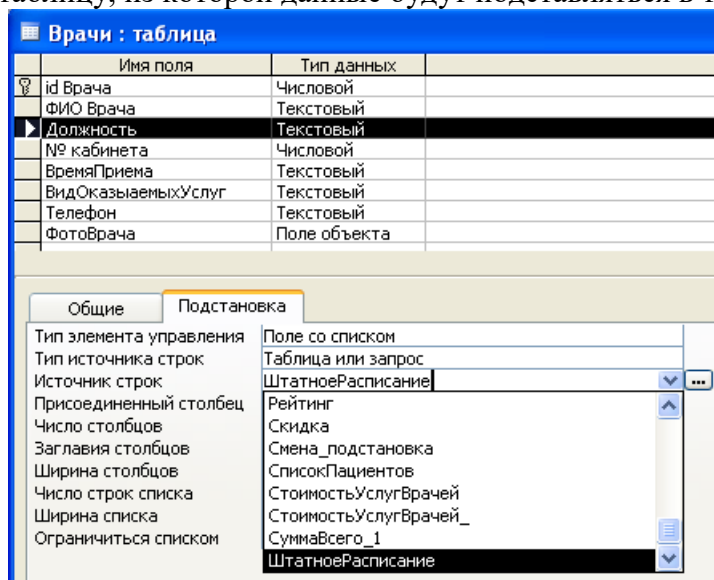 таблицу, из которой данные будут подставляться в
Врачи : таблица
Имя поля Тип данных
id Врача Числовой
ФИО Врача Текстовый
Должность Текстовый
№ кабинета Числовой
ВремяПриема Текстовый
ВидОказыаемыхУслуг Текстовый
Телефон Текстовый
ФотоВрача Поле объекта
Общие Подстановка
Тип элемента управления Поле со списком
Тип источника строк Таблица или запрос
Источник строк ШтатноеРасписание ...
Присоединенный столбец Рейтинг
Число столбцов Скидка
Заглавия столбцов Смена_подстановка
Ширина столбцов СписокПациентов
Число строк списка СтоимостьУслугВрачей
Ширина списка СтоимостьУслугВрачей_
Ограничиться списком СуммаВсего_1
ШтатноеРасписание